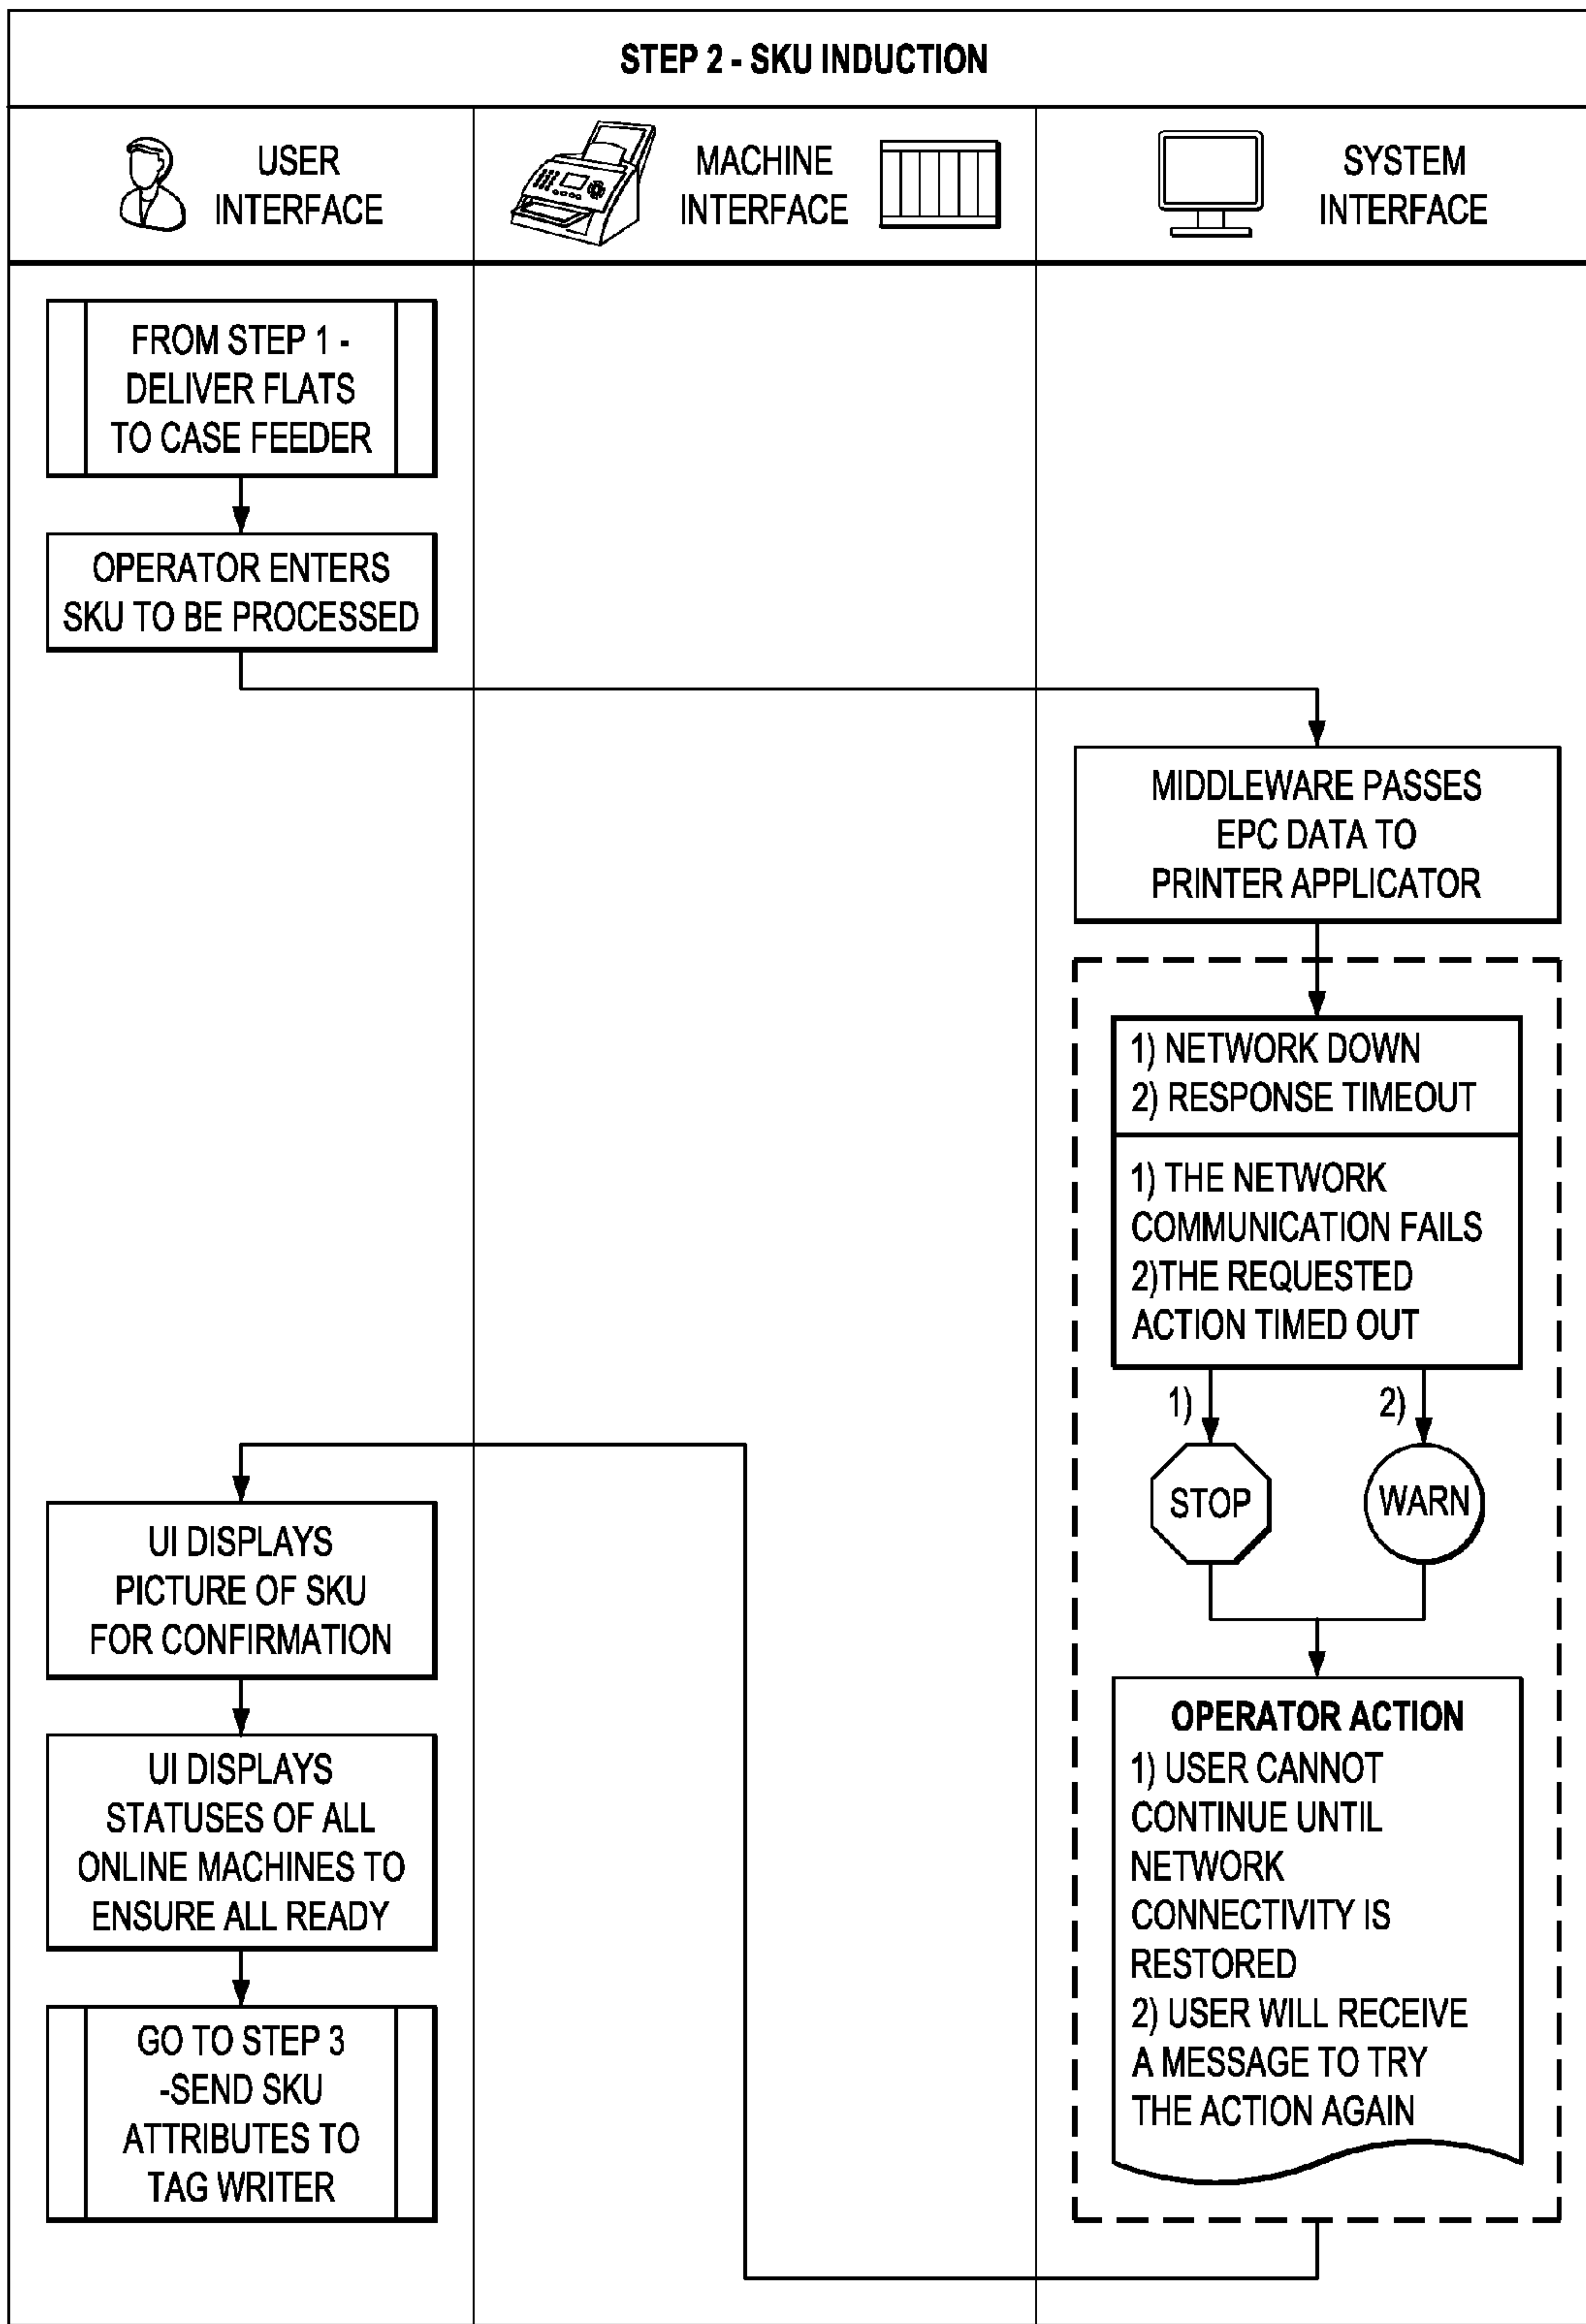 STEP 2 - SKU INDUCTION
USER
INTERFACE
MACHINE
INTERFACE
SYSTEM
INTERFACE
FROM STEP 1 -
DELIVER FLATS
TO CASE FEEDER
OPERATOR ENTERS
SKU TO BE PROCESSED
MIDDLEWARE PASSES
EPC DATA TO
PRINTER APPLICATOR
1) NETWORK DOWN
2) RESPONSE TIMEOUT
1) THE NETWORK
COMMUNICATION FAILS
2)THE REQUESTED
ACTION TIMED OUT
1)
2)
STOP
WARN
OPERATOR ACTION
1) USER CANNOT
CONTINUE UNTIL
NETWORK
CONNECTIVITY IS
RESTORED
2) USER WILL RECEIVE
A MESSAGE TO TRY
THE ACTION AGAIN
UI DISPLAYS
PICTURE OF SKU
FOR CONFIRMATION
UI DISPLAYS
STATUSES OF ALL
ONLINE MACHINES TO
ENSURE ALL READY
GO TO STEP 3
-SEND SKU
ATTRIBUTES TO
TAG WRITER